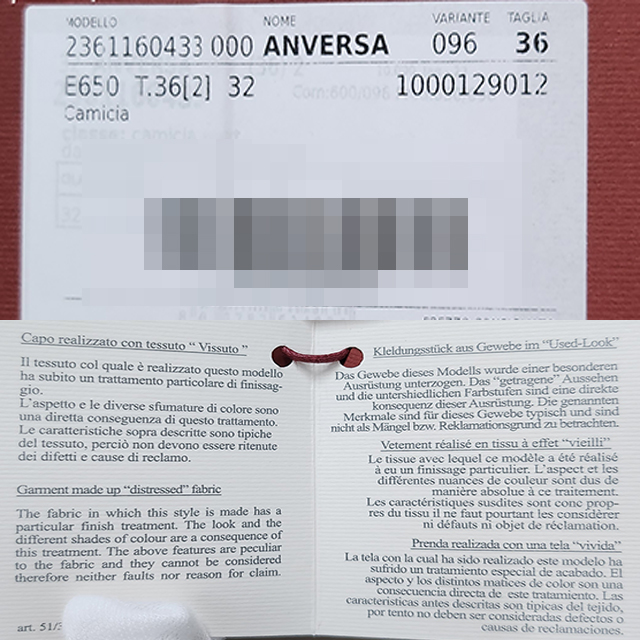 MODELLO NOME VARIANTE TAGLIA
2361160433 000 ANVERSA 096 36
E650 T.36[2] 32 1000129012
Camicia
Capo realizzato con tessuto " Vissuto "
Il tessuto col quale è realizzato questo modello
ha subito un trattamento particolare di finissag-
gio.
L'aspetto e le diverse sfumature di colore sono
una diretta conseguenza di questo trattamento.
Le caratteristiche sopra descritte sono tipiche
del tessuto, perciò non devono essere ritenute
dei difetti e cause di reclamo.
Garment made up "distressed" fabric
The fabric in which this style is made has a
particular finish treatment. The look and the
different shades of colour are a consequence of
this treatment. The above features are peculiar
to the fabric and they cannot be considered
therefore neither faults nor reason for claim.
art. 51/
Kleldungsstück aus Gewebe im "Used-Look"
Das Gewebe dieses Modells wurde einer besonderen
Ausrüstung unterzogen. Das "getragene" Aussehen
und die untershiedlichen Farbstufen sind eine direkte
konsequenz dieser Ausrüstung. Die genannten
Merkmale sind für dieses Gewebe typisch und sind
nicht als Mängel bzw. Reklamationsgrund zu betrachten.
Vetement réalisé en tissu à effet "vieilli"
Le tissue avec lequel ce modèle a été réalisé
à eu un finissage particulier. L'aspect et les
différentes nuances de couleur sont dus de
manière absolue à ce traitement.
Les caractéristiques susdites sont conc prop-
res du tissu il ne faut pourtant les considèrer
ni défauts ni objet de réclamation.
Prenda realizada con una tela "vivida"
La tela con la cual ha sido realizado este modelo ha
sufrido un tratamiento especial de acabado. El
aspecto y los distintos matices de color son una
consecuencia directa de este tratamiento. Las
características antes descritas son típicas del tejido,
por tanto no deben ser consideradas defectos o
causas de reclamaciones